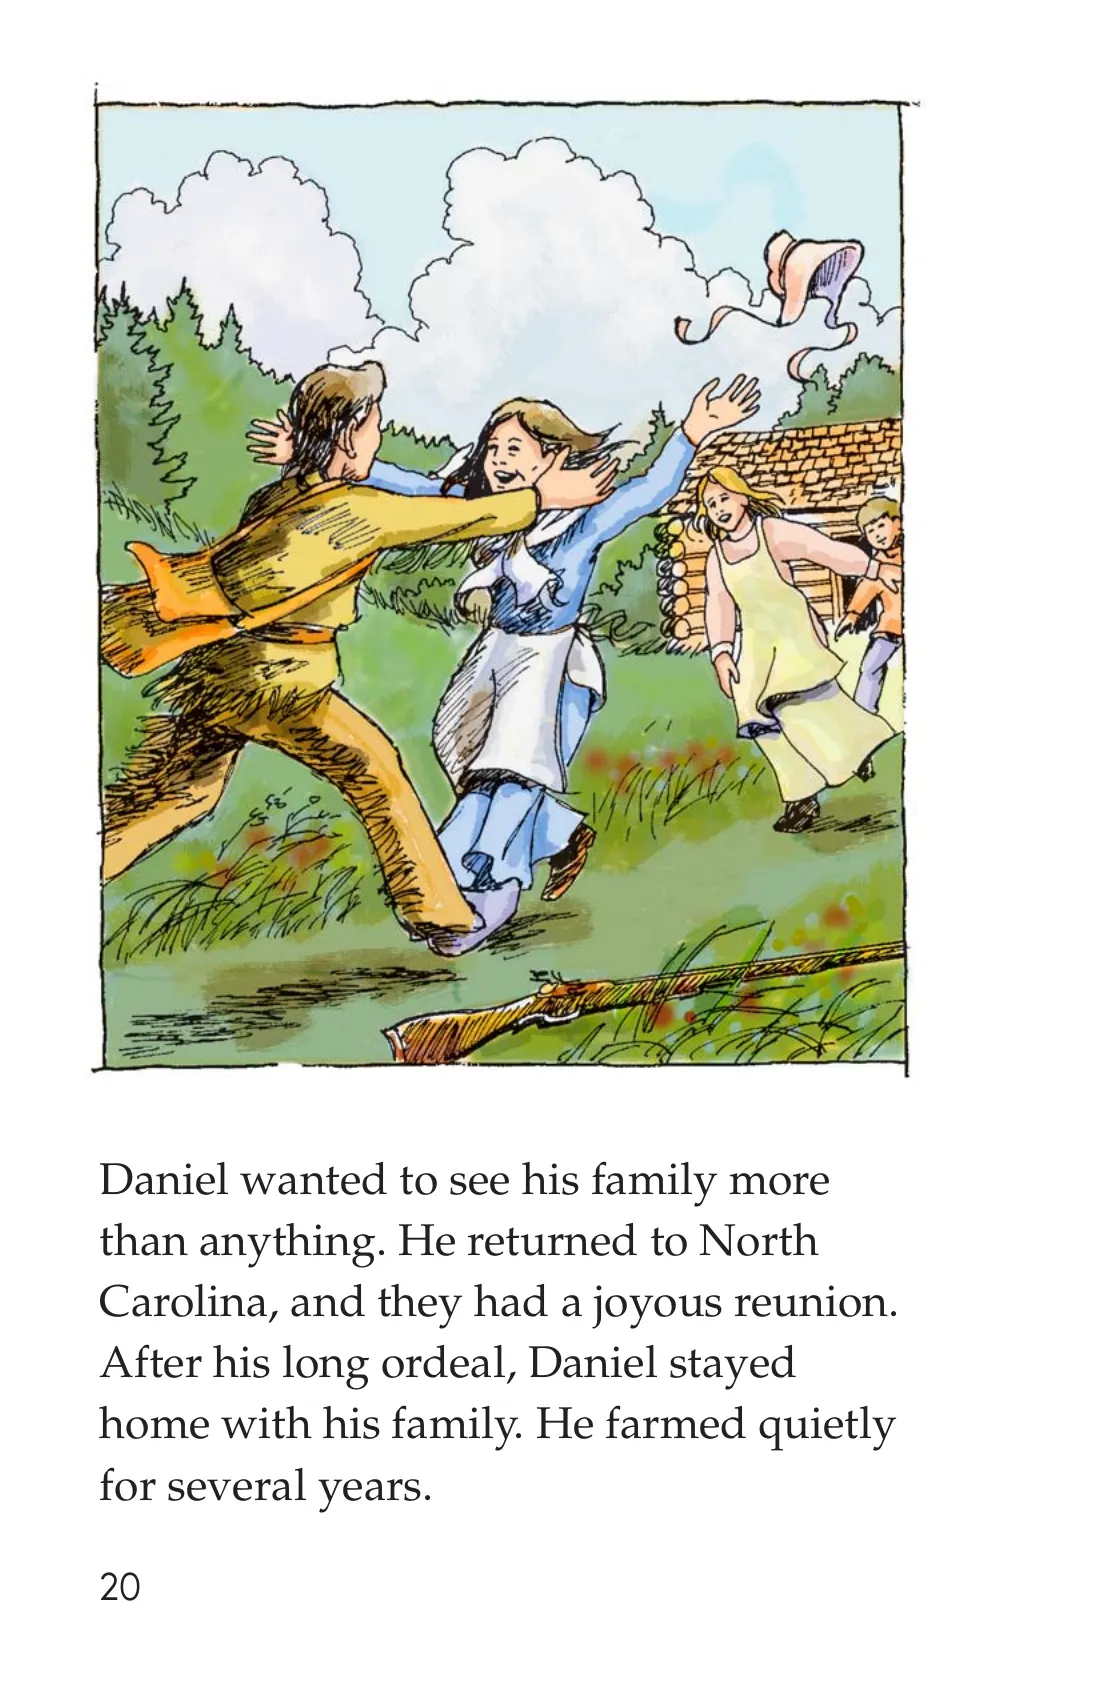 Daniel wanted to see his family more
than anything. He returned to North
Carolina, and they had a joyous reunion.
After his long ordeal, Daniel stayed
home with his family. He farmed quietly
for several years.
20